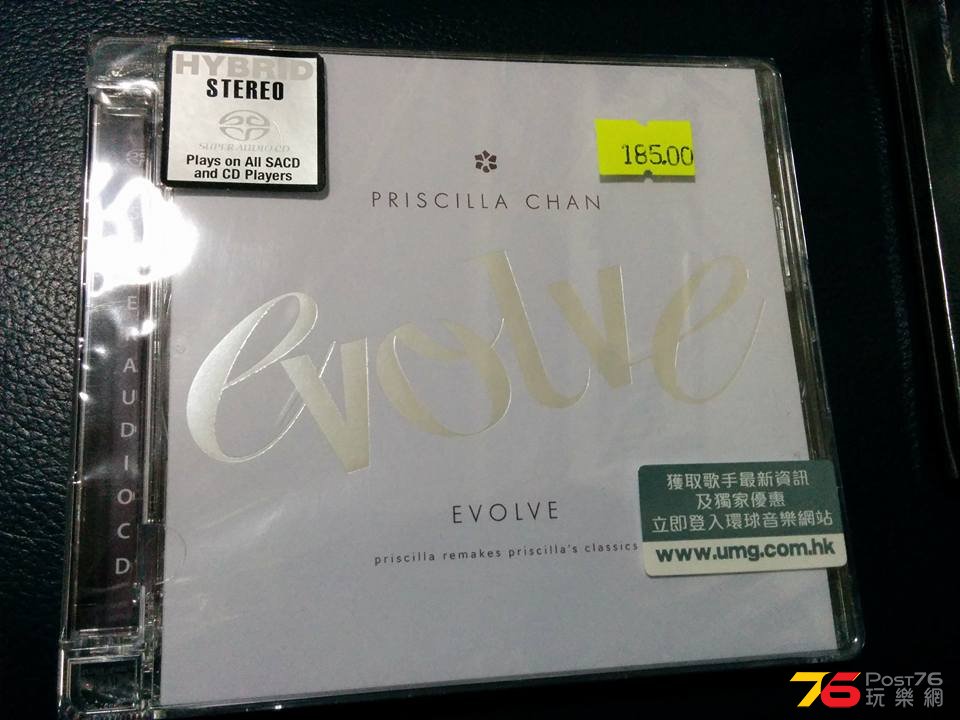 HYBRID
STEREO
SUPER AUDIO CD
Plays on All SACD
and CD Players
185.00
PRISCILLA CHAN
evolve
EVOLVE
priscilla remakes priscilla's classics
獲取歌手最新資訊
及獨家優惠
立即登入環球音樂網站
www.umg.com.hk
ER AUDIO CD
76 Post76
玩樂網